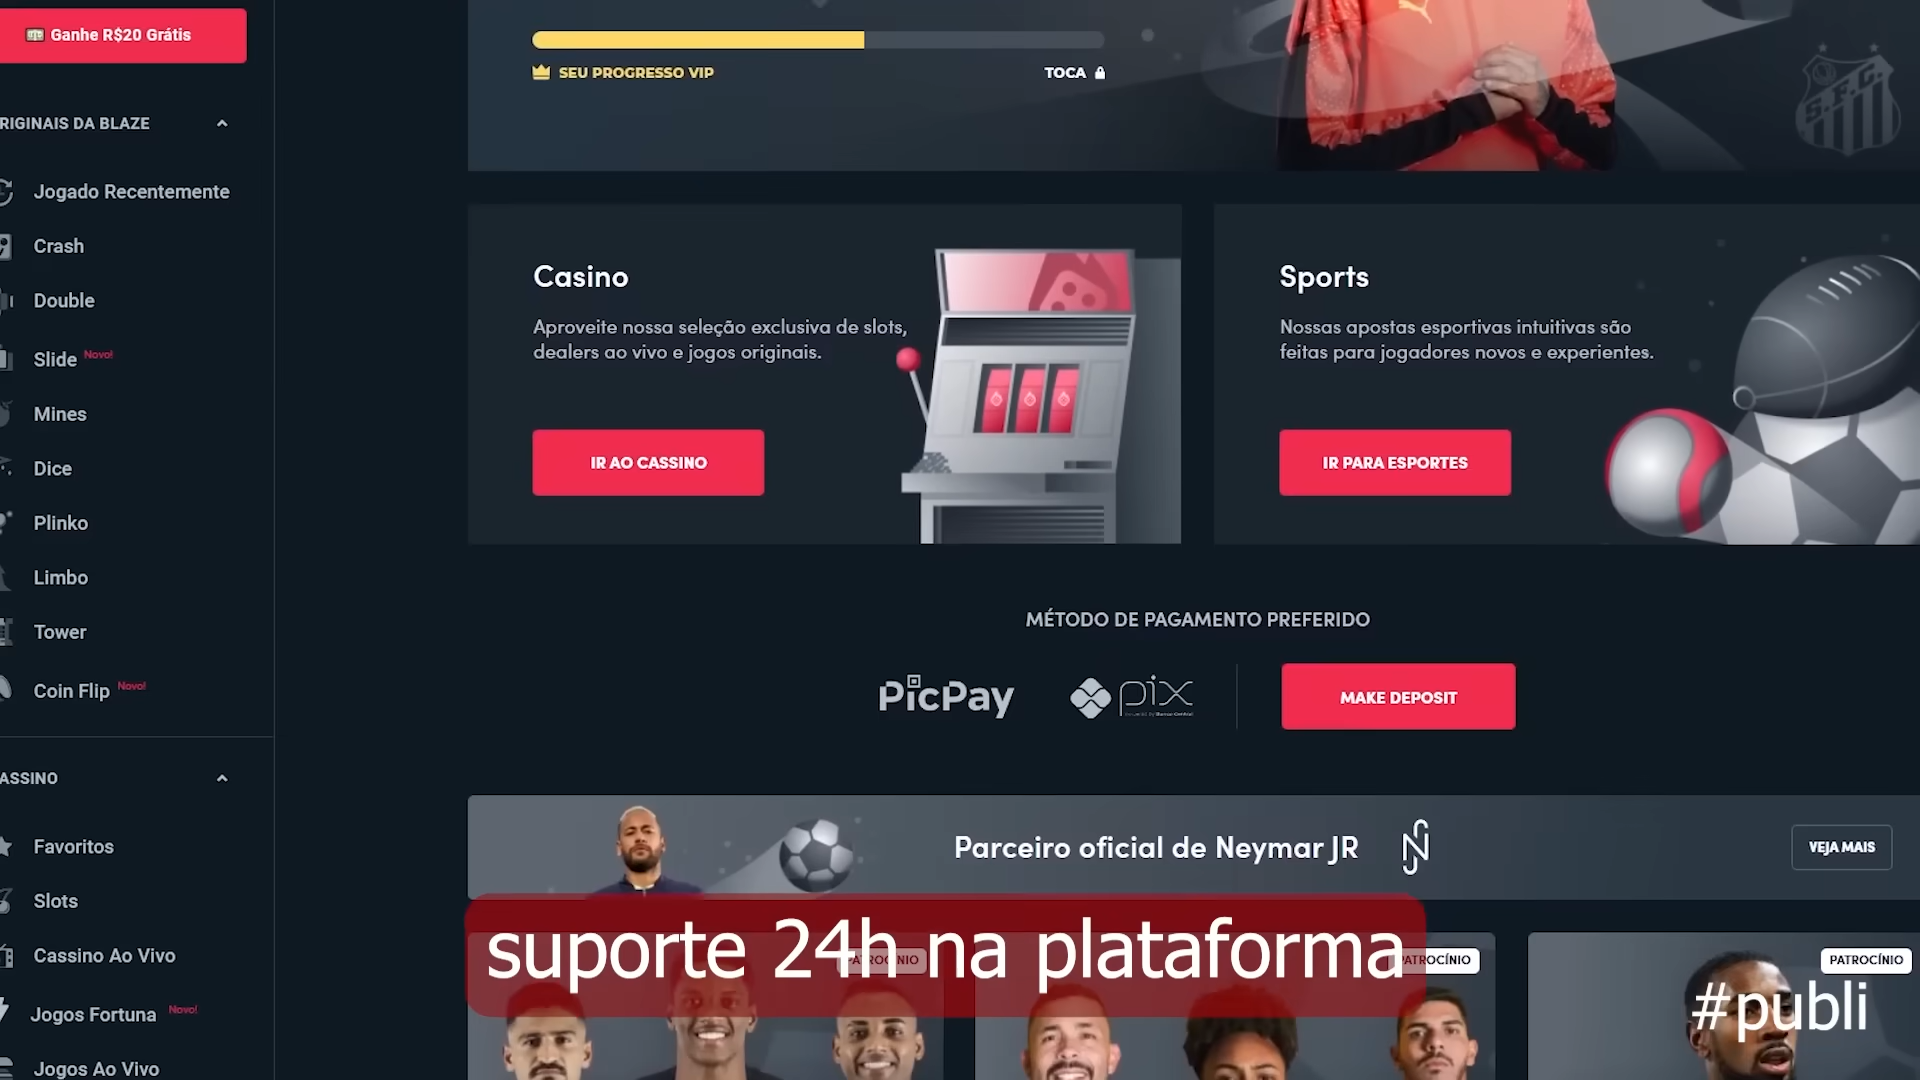 Ganhe R$20 Grátis
RIGINAIS DA BLAZE
Jogado Recentemente
Crash
Double
Slide Novo!
Mines
Dice
Plinko
Limbo
Tower
Coin Flip Novo!
ASSINO
Favoritos
Slots
Cassino Ao Vivo
Jogos Fortuna Novo!
Jogos Ao Vivo
SEU PROGRESSO VIP
TOCA
S.F.C.
Casino
Aproveite nossa seleção exclusiva de slots,
dealers ao vivo e jogos originais.
IR AO CASSINO
Sports
Nossas apostas esportivas intuitivas são
feitas para jogadores novos e experientes.
IR PARA ESPORTES
MÉTODO DE PAGAMENTO PREFERIDO
PicPay
pix
MAKE DEPOSIT
Parceiro oficial de Neymar JR
VEJA MAIS
suporte 24h na plataforma
PATROCÍNIO
PATROCÍNIO
PATROCÍNIO
#publi